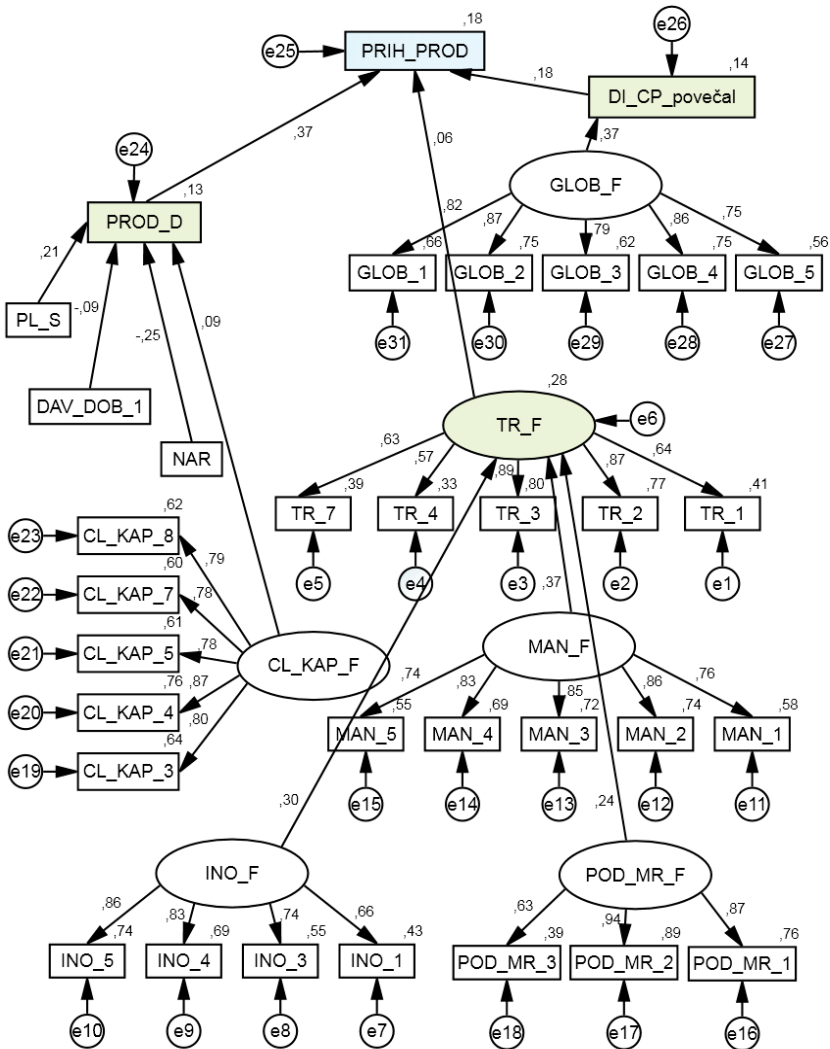 ,18
e25
PRIH_PROD
e26
,14
DI_CP_povečal
,18
,37
,37
,06
e24
,13
PROD_D
GLOB_F
,82
,87
,79
,86
,75
,66
,75
,62
,75
,56
GLOB_1
GLOB_2
GLOB_3
GLOB_4
GLOB_5
e31
e30
e29
e28
e27
,21
PL_S
-,09
-,25
,09
DAV_DOB_1
NAR
,28
TR_F
e6
,63
,57
,89
,87
,64
,39
,33
,80
,77
,41
TR_7
TR_4
TR_3
TR_2
TR_1
e5
e4
e3
e2
e1
,62
e23
CL_KAP_8
,79
,60
e22
CL_KAP_7
,78
,61
e21
CL_KAP_5
,78
CL_KAP_F
,76
,87
e20
CL_KAP_4
,80
,64
e19
CL_KAP_3
,37
MAN_F
,74
,83
,85
,86
,76
,55
,69
,72
,74
,58
MAN_5
MAN_4
MAN_3
MAN_2
MAN_1
e15
e14
e13
e12
e11
,30
,24
INO_F
,86
,83
,74
,66
,74
,69
,55
,43
INO_5
INO_4
INO_3
INO_1
e10
e9
e8
e7
POD_MR_F
,63
,94
,87
,39
,89
,76
POD_MR_3
POD_MR_2
POD_MR_1
e18
e17
e16